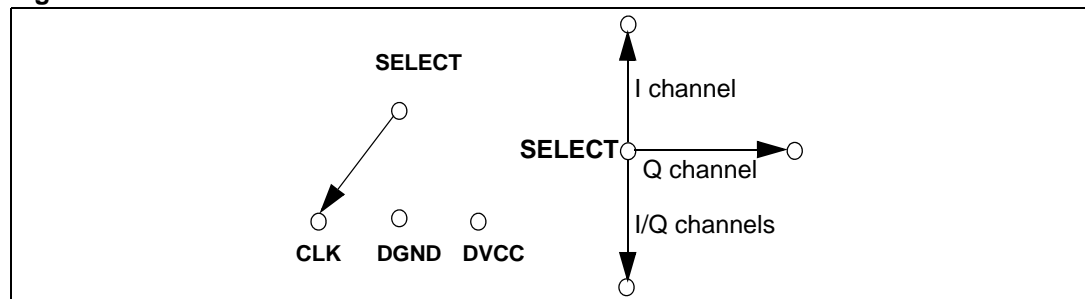 SELECT
CLK DGND DVCC
I channel
SELECT
Q channel
I/Q channels